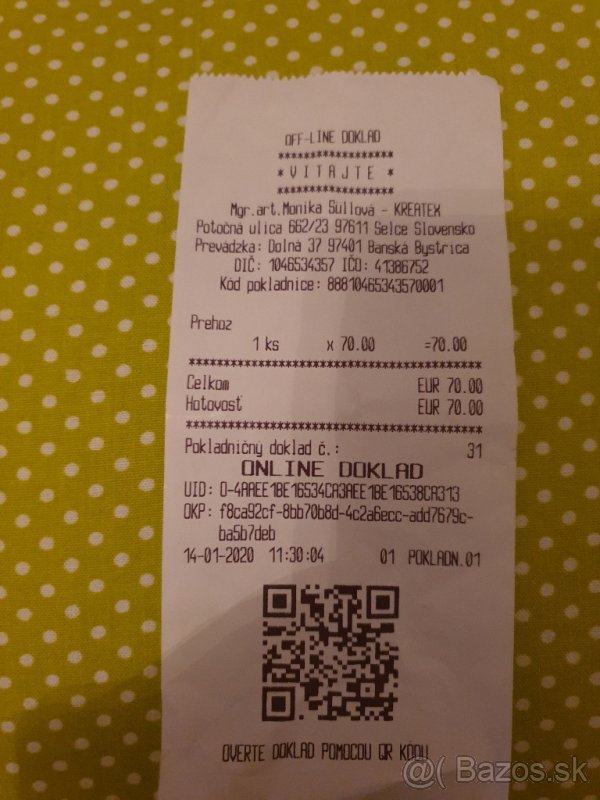 OFF-LINE DOKLAD
********************
* V I T A J T E *
********************
Mgr.art.Monika Süllová - KREATEX
Potočna ulica 662/23 97611 Selce Slovensko
Prevádzka: Dolná 37 97401 Banská Bystrica
DIČ: 1046534357 IČO: 41386752
Kód pokladnice: 88810465343570001
Prehoz
1 ks x 70.00 =70.00
******************************************
Celkom EUR 70.00
Hotovosť EUR 70.00
******************************************
Pokladničný doklad č.: 31
ONLINE DOKLAD
UID: O-4AAEE1BE16534CA3AEE1BE16538CA313
OKP: f8ca92cf-8bb70b8d-4c2a6ecc-add7679c-
ba5b7deb
14-01-2020 11:30:04 01 POKLADN.01
OVERTE DOKLAD POMOCOU QR KÓDU
@( Bazos.sk